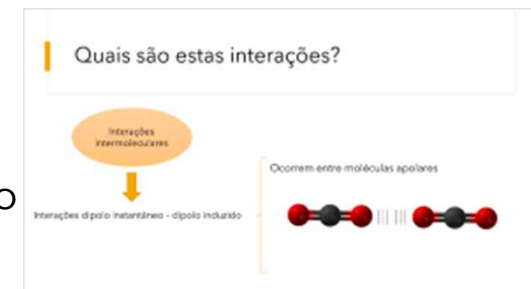 Quais são estas interações?
Interações
intermoleculares
Ocorrem entre moléculas apolares
O
Interações dipolo instantâneo - dipolo induzido